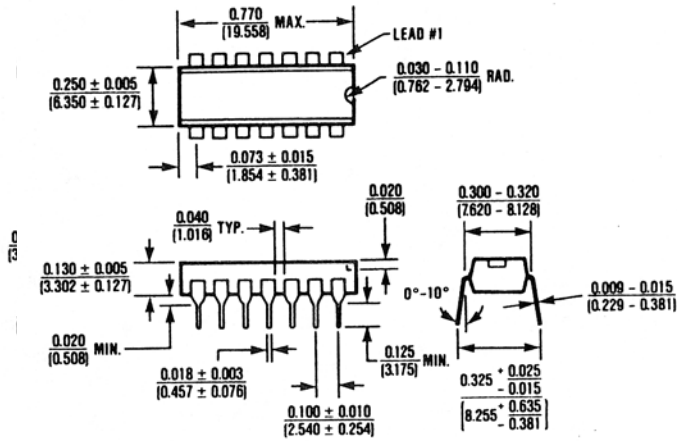 0.770
(19.558) MAX.
LEAD #1
0.250 ± 0.005
(6.350 ± 0.127)
0.030 – 0.110
(0.762 – 2.794) RAD.
0.073 ± 0.015
(1.854 ± 0.381)
0.020
(0.508)
0.300 – 0.320
(7.620 – 8.128)
0.040
(1.016) TYP.
0.130 ± 0.005
(3.302 ± 0.127)
0°–10°
0.009 – 0.015
(0.229 – 0.381)
0.020
(0.508) MIN.
0.125
(3.175) MIN.
0.018 ± 0.003
(0.457 ± 0.076)
0.100 ± 0.010
(2.540 ± 0.254)
0.325 + 0.025
– 0.015
(8.255 + 0.635
– 0.381)